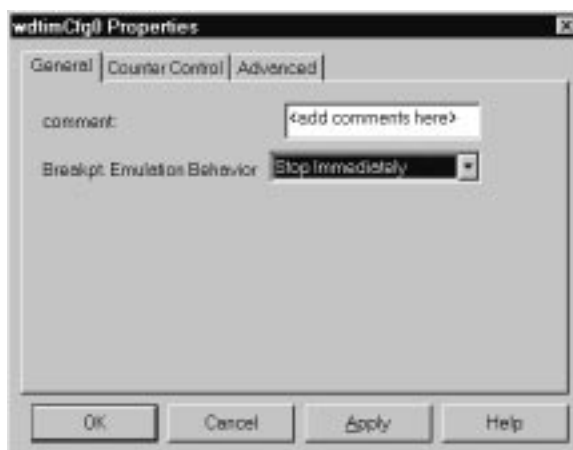 wdtimCfg0 Properties
General Counter Control Advanced
comment: <add comments here>
Breakpt. Emulation Behavior Stop Immediately
OK Cancel Apply Help